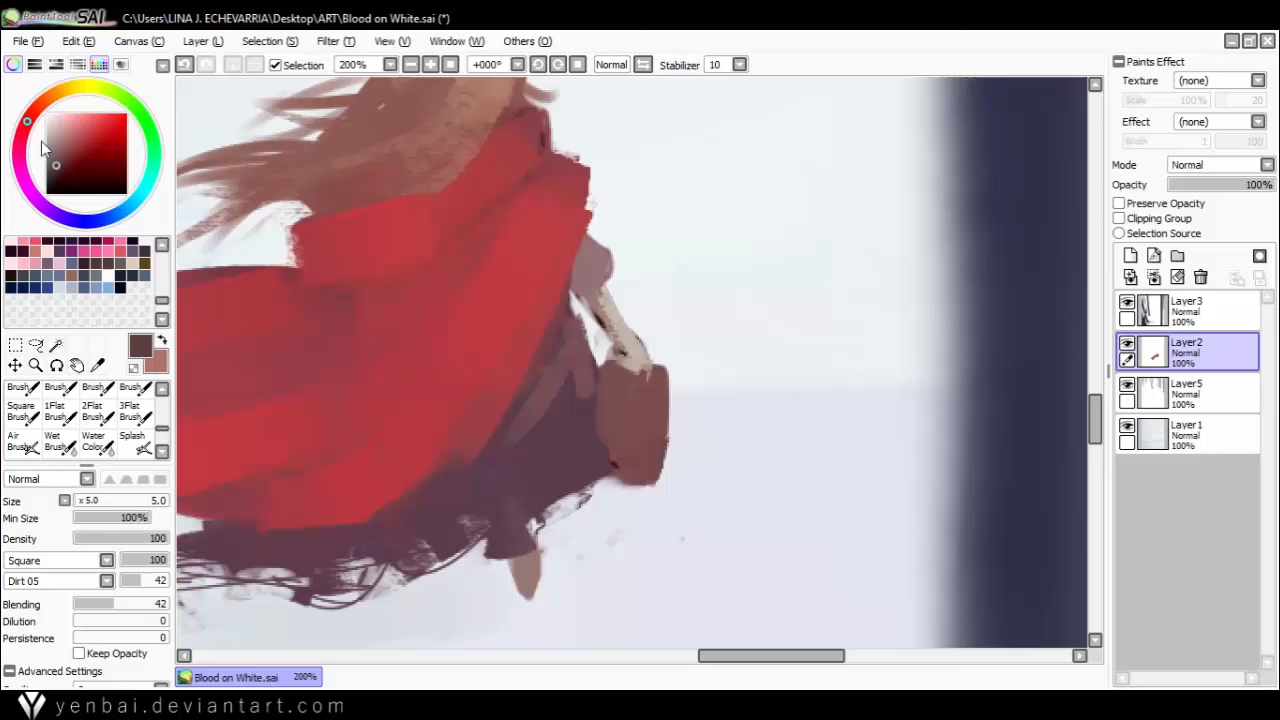 PaintTool SAI C:\Users\LINA J. ECHEVARRIA\Desktop\ART\Blood on White.sai (*)
File (F) Edit (E) Canvas (C) Layer (L) Selection (S) Filter (T) View (V) Window (W) Others (O)
Selection 200% +000° Normal Stabilizer 10
Paints Effect
Texture (none)
Scale 100% 20
Effect (none)
Width 1 100
Mode Normal
Opacity 100%
Preserve Opacity
Clipping Group
Selection Source
Layer3
Normal
100%
Layer2
Normal
100%
Layer5
Normal
100%
Layer1
Normal
100%
Brush Brush Brush Brush
Square 1Flat 2Flat 3Flat
Brush Brush Brush Brush
Air Wet Water Splash
Brush Brush Color
Normal
Size x 5.0 5.0
Min Size 100%
Density 100
Square 100
Dirt 05 42
Blending 42
Dilution 0
Persistence 0
Keep Opacity
Advanced Settings
Blood on White.sai 200%
yenbai.deviantart.com